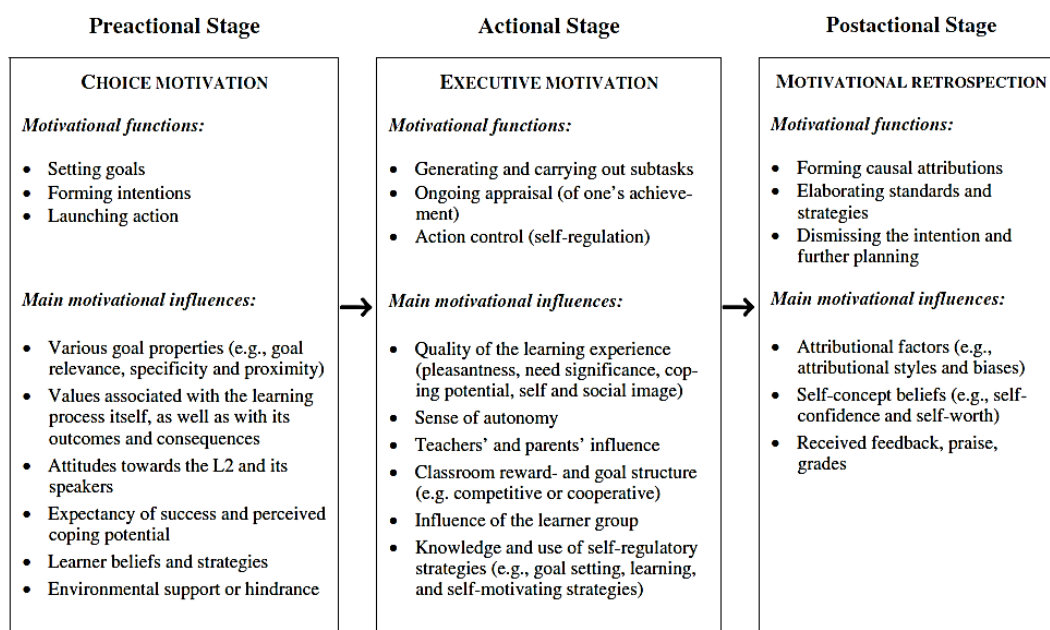 Preactional Stage
CHOICE MOTIVATION
Motivational functions:
• Setting goals
• Forming intentions
• Launching action
Main motivational influences:
• Various goal properties (e.g., goal
relevance, specificity and proximity)
• Values associated with the learning
process itself, as well as with its
outcomes and consequences
• Attitudes towards the L2 and its
speakers
• Expectancy of success and perceived
coping potential
• Learner beliefs and strategies
• Environmental support or hindrance
Actional Stage
EXECUTIVE MOTIVATION
Motivational functions:
• Generating and carrying out subtasks
• Ongoing appraisal (of one's achieve-
ment)
• Action control (self-regulation)
Main motivational influences:
• Quality of the learning experience
(pleasantness, need significance, cop-
ing potential, self and social image)
• Sense of autonomy
• Teachers' and parents' influence
• Classroom reward- and goal structure
(e.g. competitive or cooperative)
• Influence of the learner group
• Knowledge and use of self-regulatory
strategies (e.g., goal setting, learning,
and self-motivating strategies)
Postactional Stage
MOTIVATIONAL RETROSPECTION
Motivational functions:
• Forming causal attributions
• Elaborating standards and
strategies
• Dismissing the intention and
further planning
Main motivational influences:
• Attributional factors (e.g.,
attributional styles and biases)
• Self-concept beliefs (e.g., self-
confidence and self-worth)
• Received feedback, praise,
grades